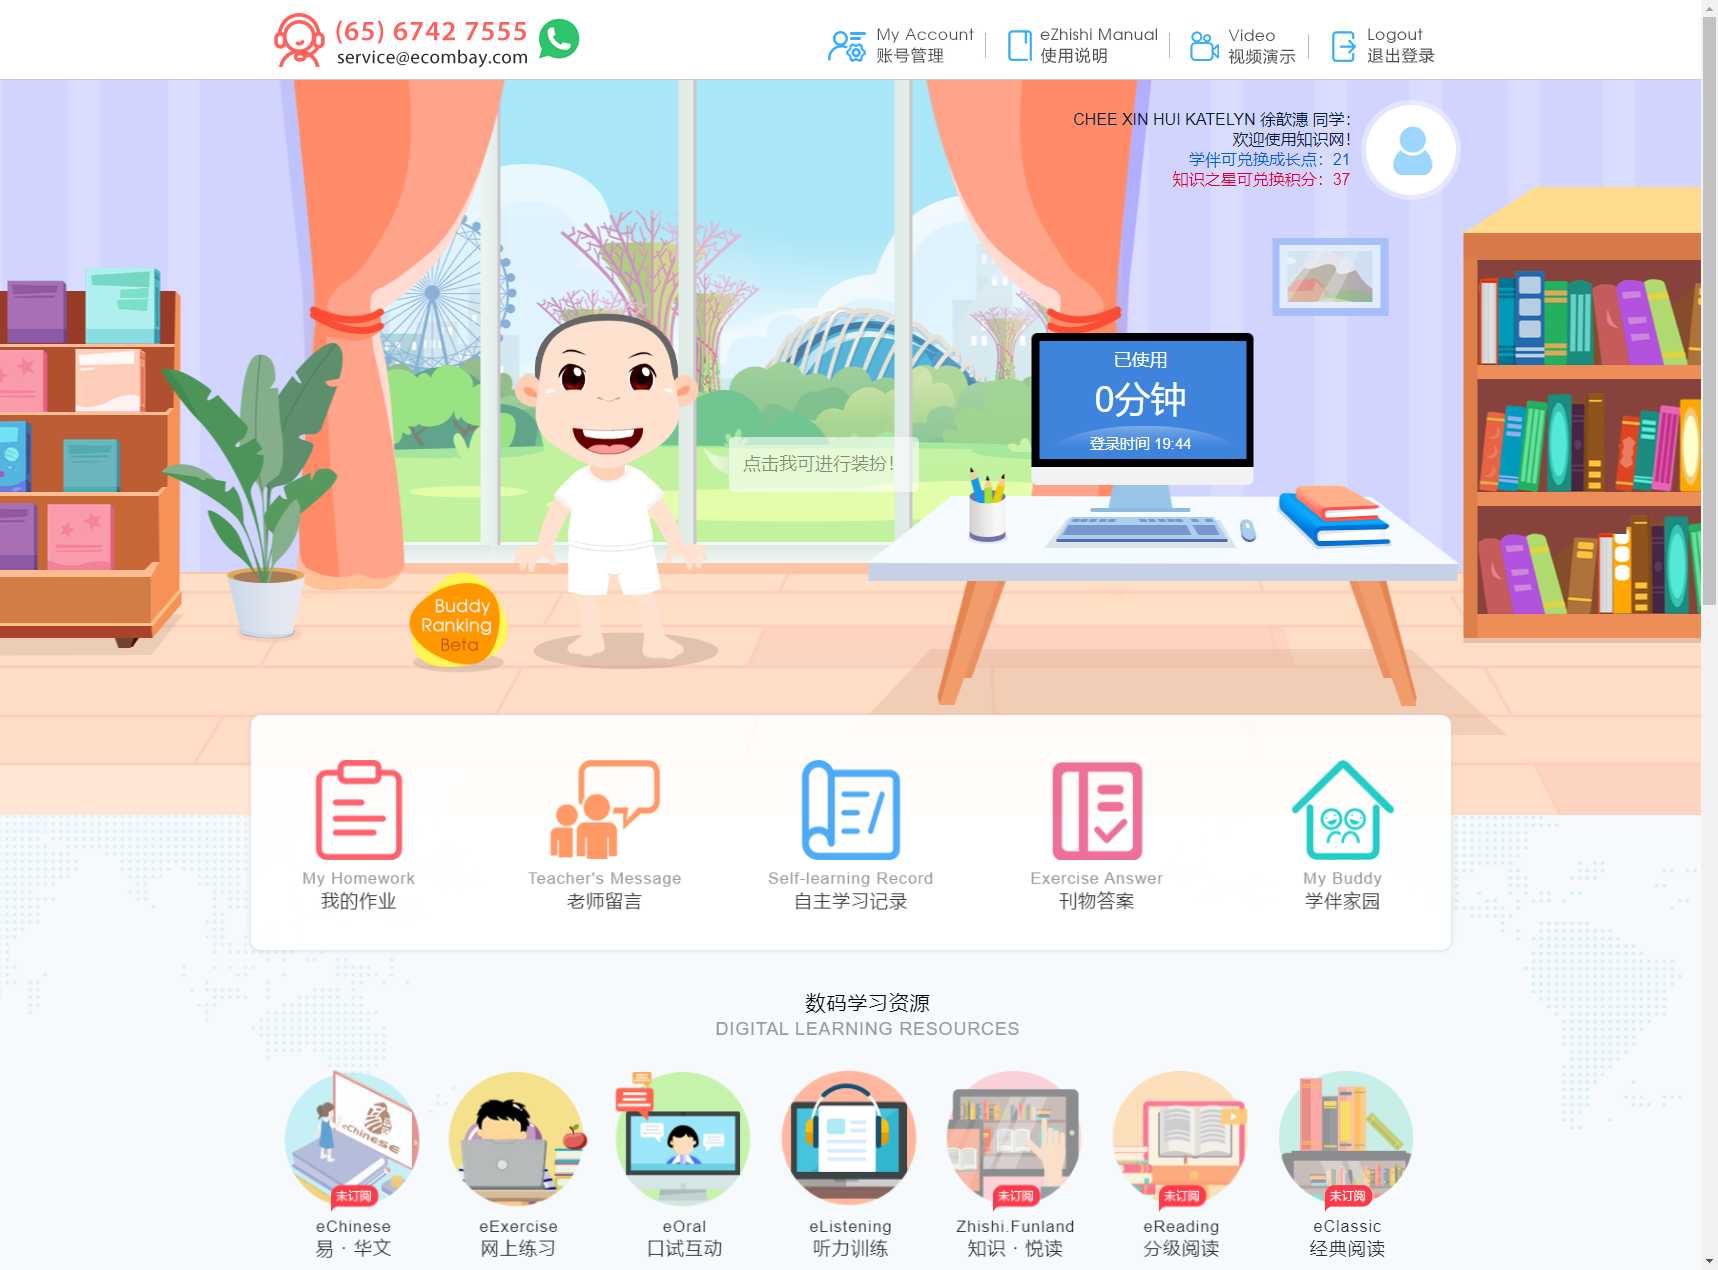 (65) 6742 7555
service@ecombay.com
My Account
账号管理
eZhishi Manual
使用说明
Video
视频演示
Logout
退出登录
CHEE XIN HUI KATELYN 徐歆潓 同学:
欢迎使用知识网!
学伴可兑换成长点：21
知识之星可兑换积分：37
已使用
0分钟
登录时间 19:44
点击我可进行装扮!
Buddy
Ranking
Beta
My Homework
我的作业
Teacher's Message
老师留言
Self-learning Record
自主学习记录
Exercise Answer
刊物答案
My Buddy
学伴家园
数码学习资源
DIGITAL LEARNING RESOURCES
eChinese
未订阅
eChinese
易 · 华文
eExercise
网上练习
eOral
口试互动
eListening
听力训练
未订阅
Zhishi.Funland
知识 · 悦读
未订阅
eReading
分级阅读
未订阅
eClassic
经典阅读